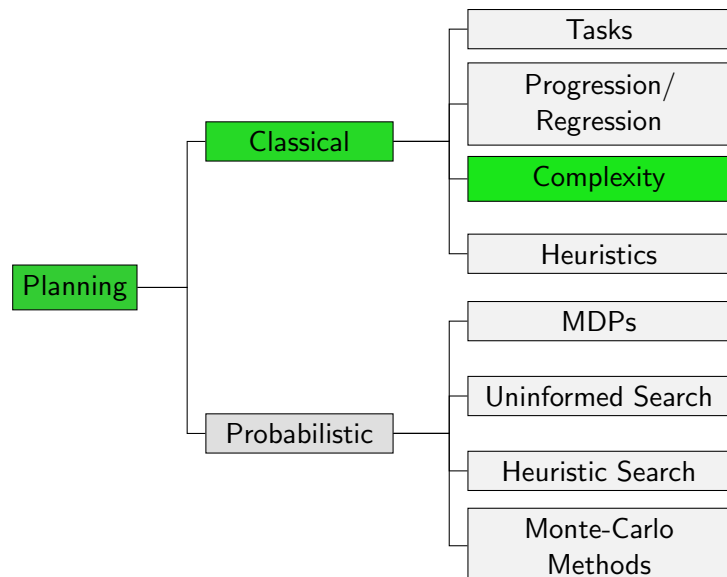 Tasks
Progression/
Regression
Classical
Complexity
Heuristics
Planning
MDPs
Uninformed Search
Probabilistic
Heuristic Search
Monte-Carlo
Methods